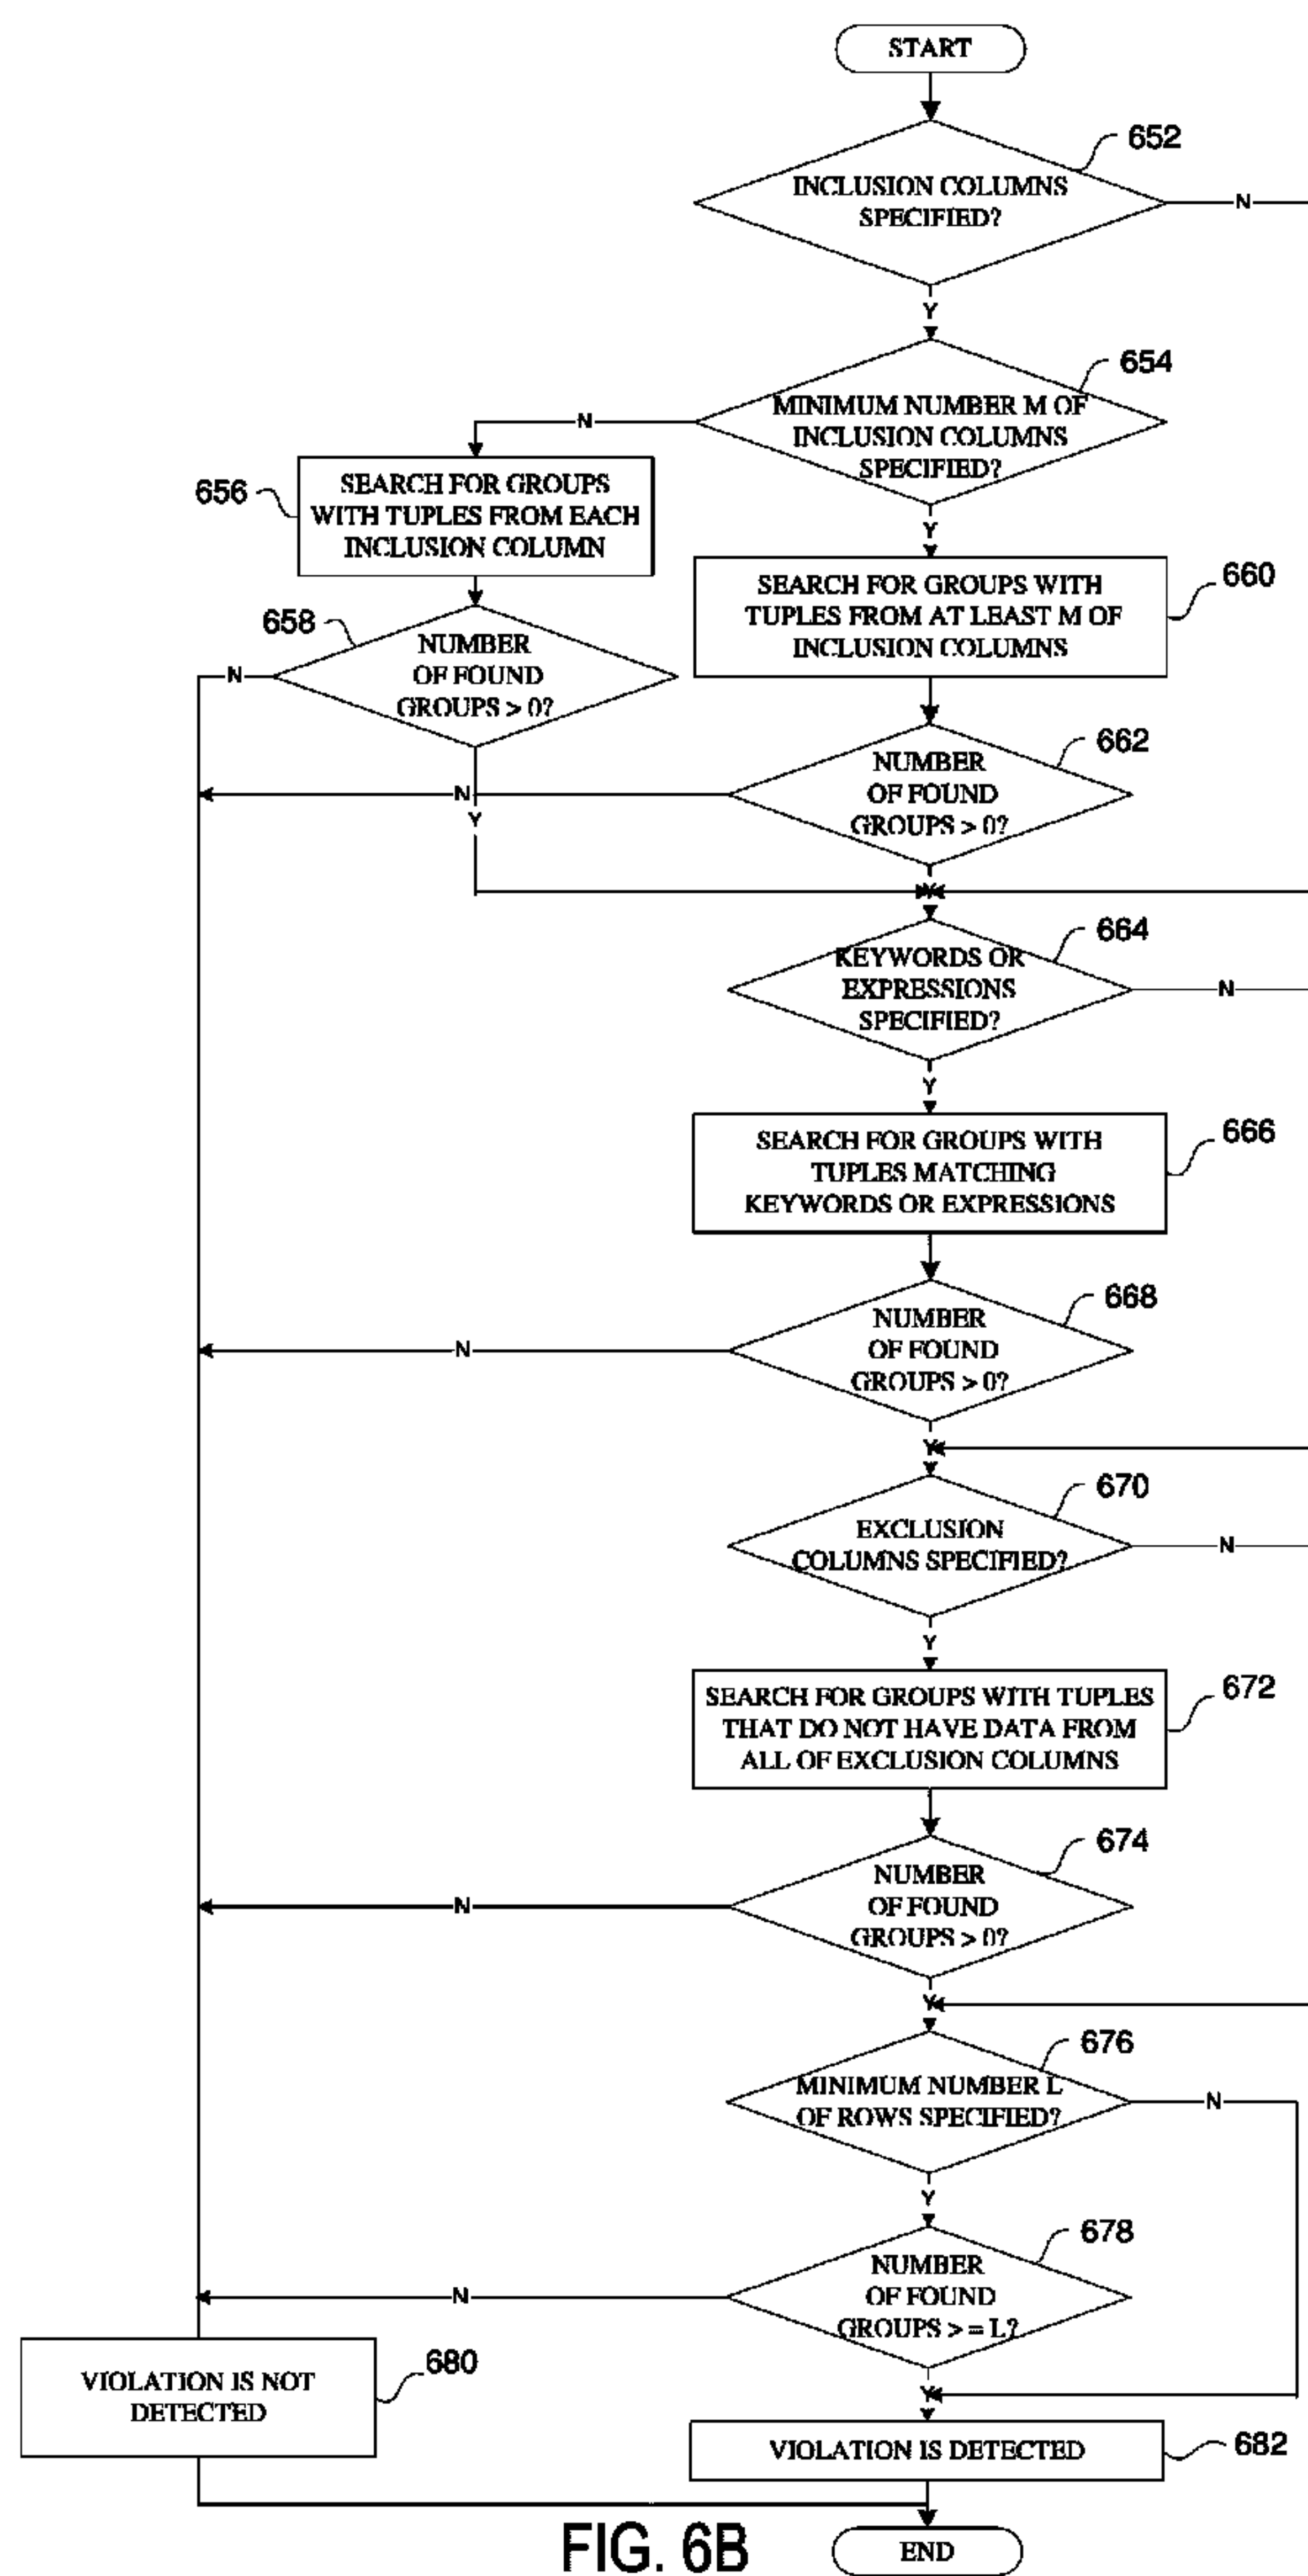 START
652
INCLUSION COLUMNS
SPECIFIED?
N
Y
654
MINIMUM NUMBER M OF
INCLUSION COLUMNS
SPECIFIED?
N
Y
656
SEARCH FOR GROUPS
WITH TUPLES FROM EACH
INCLUSION COLUMN
660
SEARCH FOR GROUPS WITH
TUPLES FROM AT LEAST M OF
INCLUSION COLUMNS
658
NUMBER
OF FOUND
GROUPS > 0?
N
Y
662
NUMBER
OF FOUND
GROUPS > 0?
N
Y
664
KEYWORDS OR
EXPRESSIONS
SPECIFIED?
N
Y
666
SEARCH FOR GROUPS WITH
TUPLES MATCHING
KEYWORDS OR EXPRESSIONS
668
NUMBER
OF FOUND
GROUPS > 0?
N
Y
670
EXCLUSION
COLUMNS SPECIFIED?
N
Y
672
SEARCH FOR GROUPS WITH TUPLES
THAT DO NOT HAVE DATA FROM
ALL OF EXCLUSION COLUMNS
674
NUMBER
OF FOUND
GROUPS > 0?
N
Y
676
MINIMUM NUMBER L
OF ROWS SPECIFIED?
N
Y
678
NUMBER
OF FOUND
GROUPS > = L?
N
Y
680
VIOLATION IS NOT
DETECTED
682
VIOLATION IS DETECTED
END
FIG. 6B